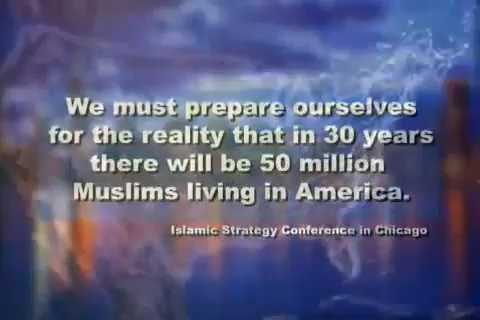 We must prepare ourselves
for the reality that in 30 years
there will be 50 million
Muslims living in America.
Islamic Strategy Conference in Chicago